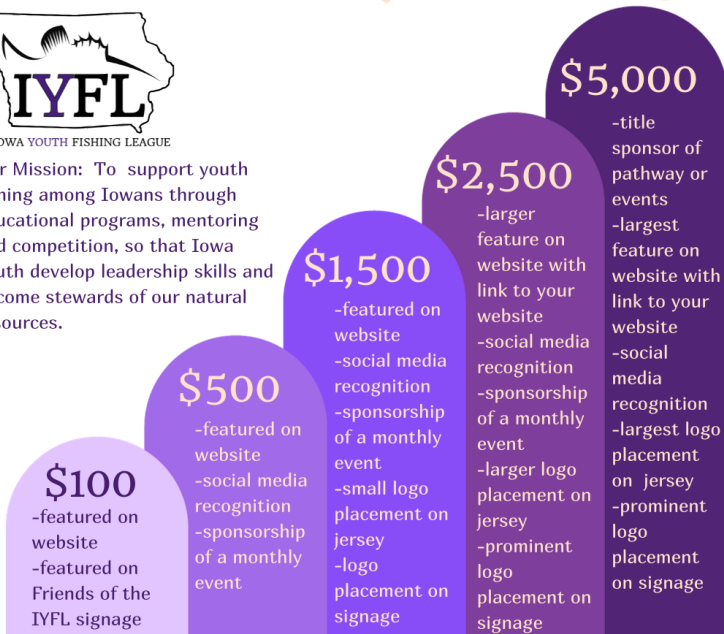 IYFL
OWA YOUTH FISHING LEAGUE
r Mission: To support youth
hing among Iowans through
ucational programs, mentoring
d competition, so that Iowa
uth develop leadership skills and
come stewards of our natural
sources.
$100
-featured on
website
-featured on
Friends of the
IYFL signage
$500
-featured on
website
-social media
recognition
-sponsorship
of a monthly
event
$1,500
-featured on
website
-social media
recognition
-sponsorship
of a monthly
event
-small logo
placement on
jersey
-logo
placement on
signage
$2,500
-larger
feature on
website with
link to your
website
-social media
recognition
-sponsorship
of a monthly
event
-larger logo
placement on
jersey
-prominent
logo
placement on
signage
$5,000
-title
sponsor of
pathway or
events
-largest
feature on
website with
link to your
website
-social
media
recognition
-largest logo
placement
on jersey
-prominent
logo
placement
on signage